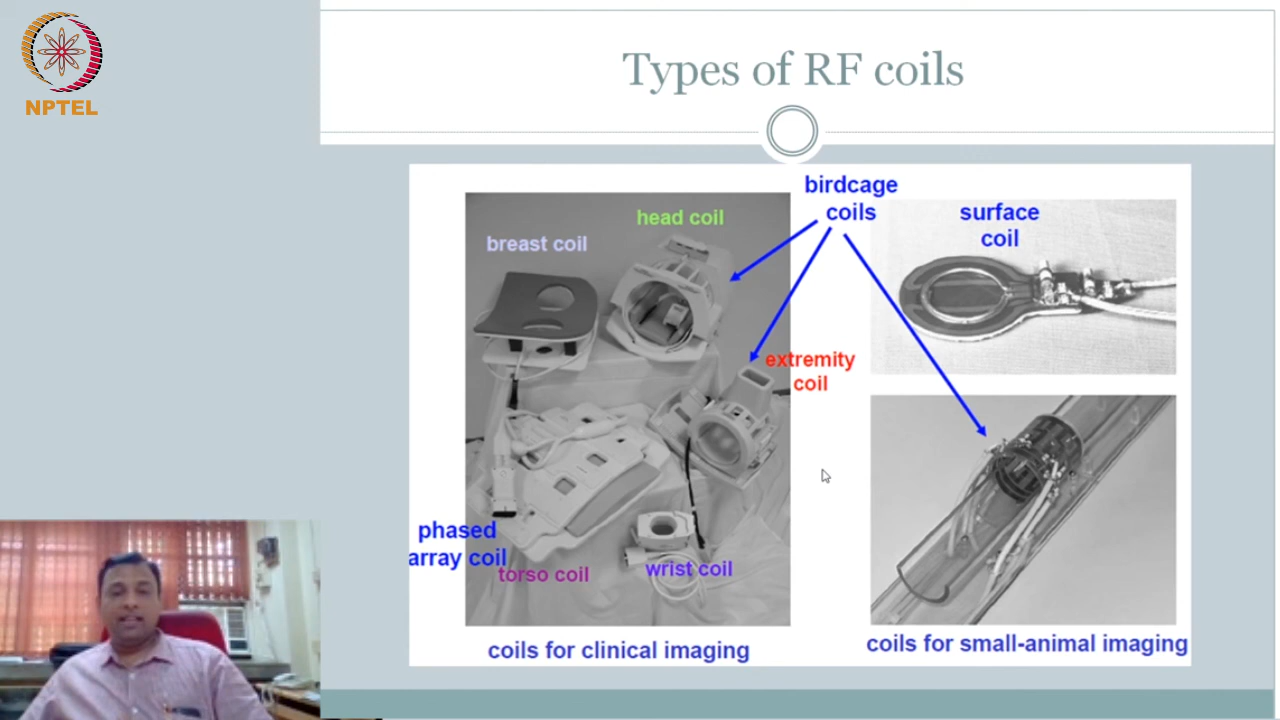 NPTEL
Types of RF coils
birdcage
coils
head coil
breast coil
surface
coil
extremity
coil
phased
array coil
torso coil
wrist coil
coils for clinical imaging
coils for small-animal imaging